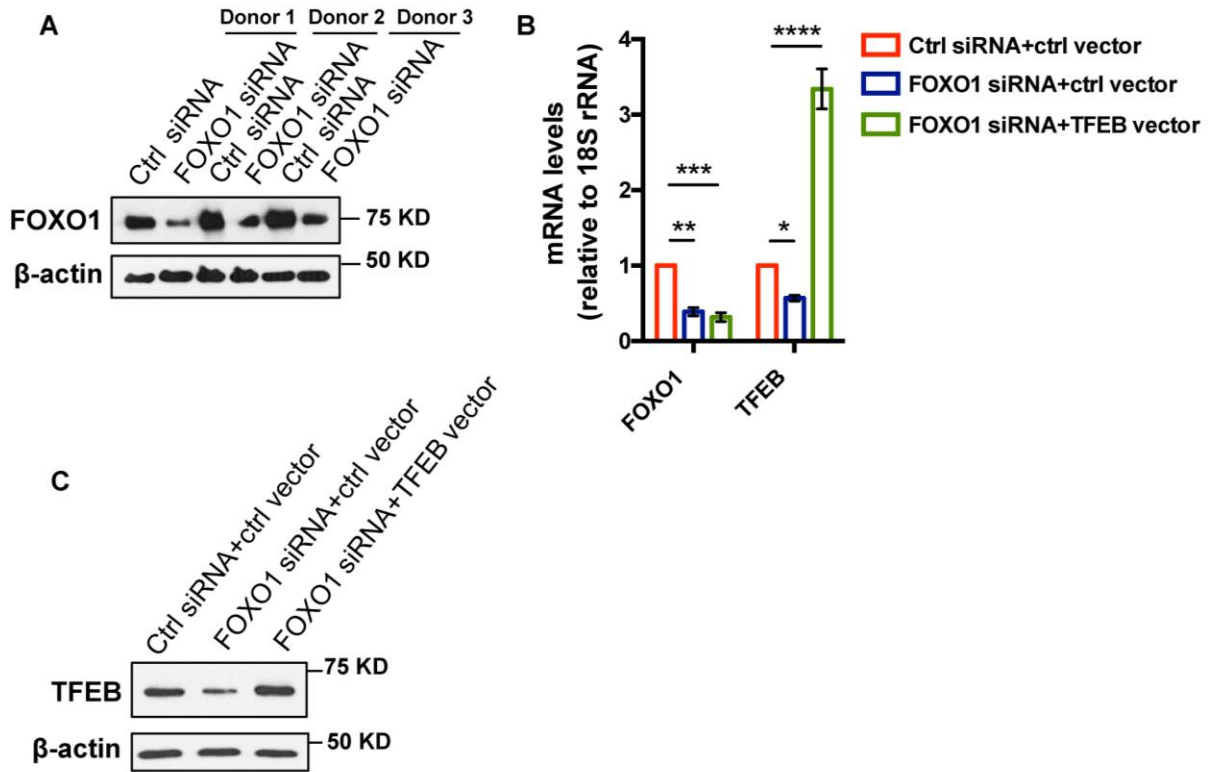 A
Donor 1 Donor 2 Donor 3
Ctrl siRNA
FOXO1 siRNA
Ctrl siRNA
FOXO1 siRNA
Ctrl siRNA
FOXO1 siRNA
FOXO1
75 KD
β-actin
50 KD
B
mRNA levels
(relative to 18S rRNA)
4
3
2
1
0
***
**
****
*
FOXO1
TFEB
Ctrl siRNA+ctrl vector
FOXO1 siRNA+ctrl vector
FOXO1 siRNA+TFEB vector
C
Ctrl siRNA+ctrl vector
FOXO1 siRNA+ctrl vector
FOXO1 siRNA+TFEB vector
TFEB
75 KD
β-actin
50 KD